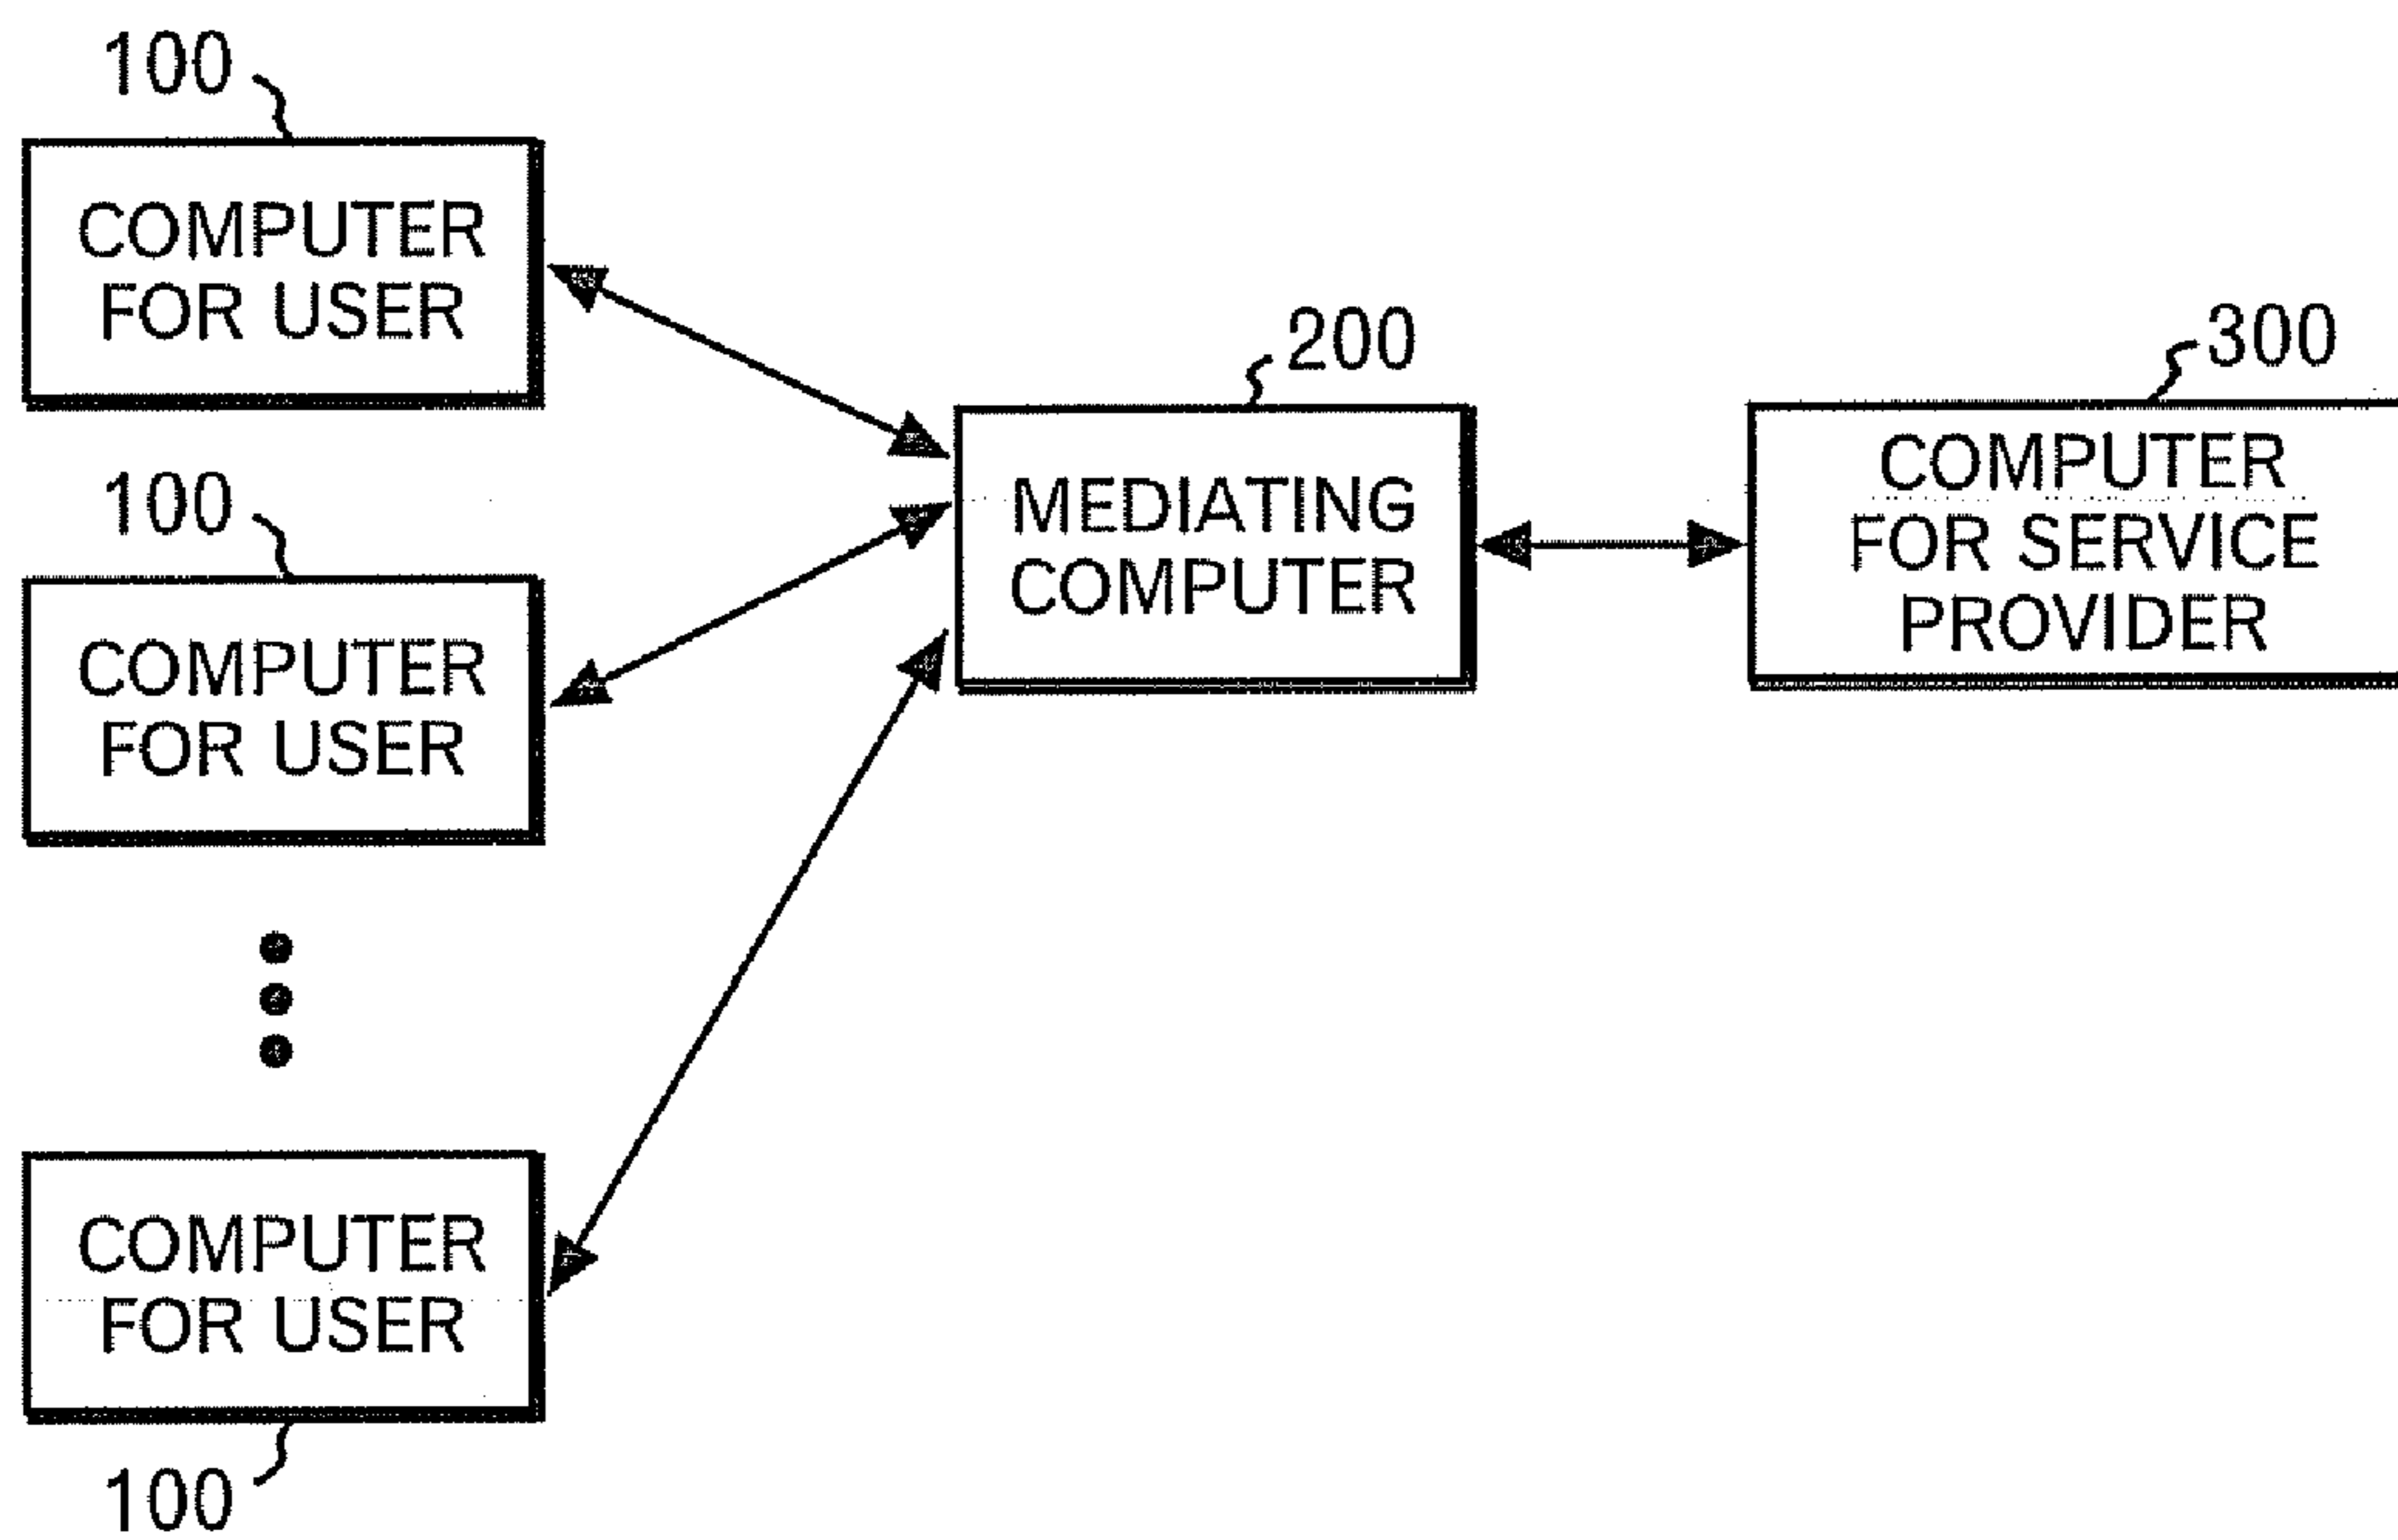 100
COMPUTER
FOR USER
100
COMPUTER
FOR USER
COMPUTER
FOR USER
100
200
MEDIATING
COMPUTER
300
COMPUTER
FOR SERVICE
PROVIDER